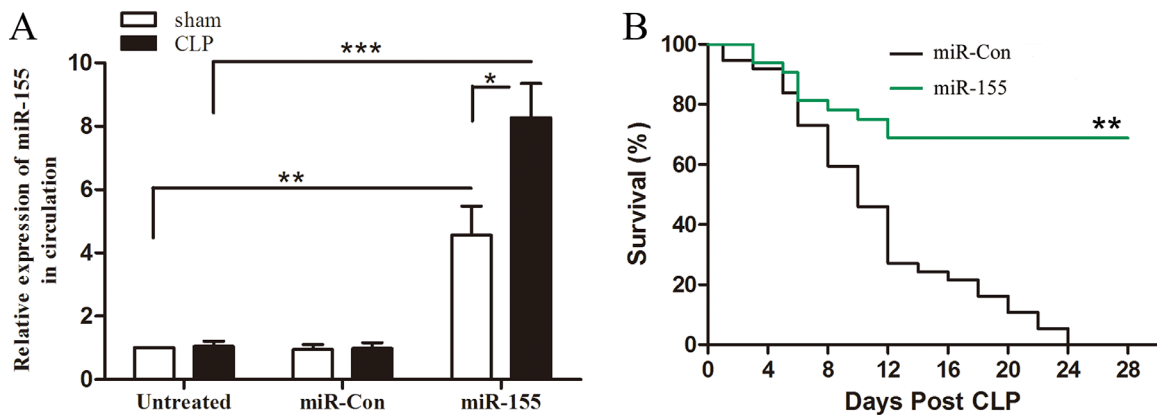 A
sham
CLP
Relative expression of miR-155
in circulation
10
8
6
4
2
0
***
*
**
Untreated
miR-Con
miR-155
B
miR-Con
miR-155
Survival (%)
100
80
60
40
20
0
**
0 4 8 12 16 20 24 28
Days Post CLP